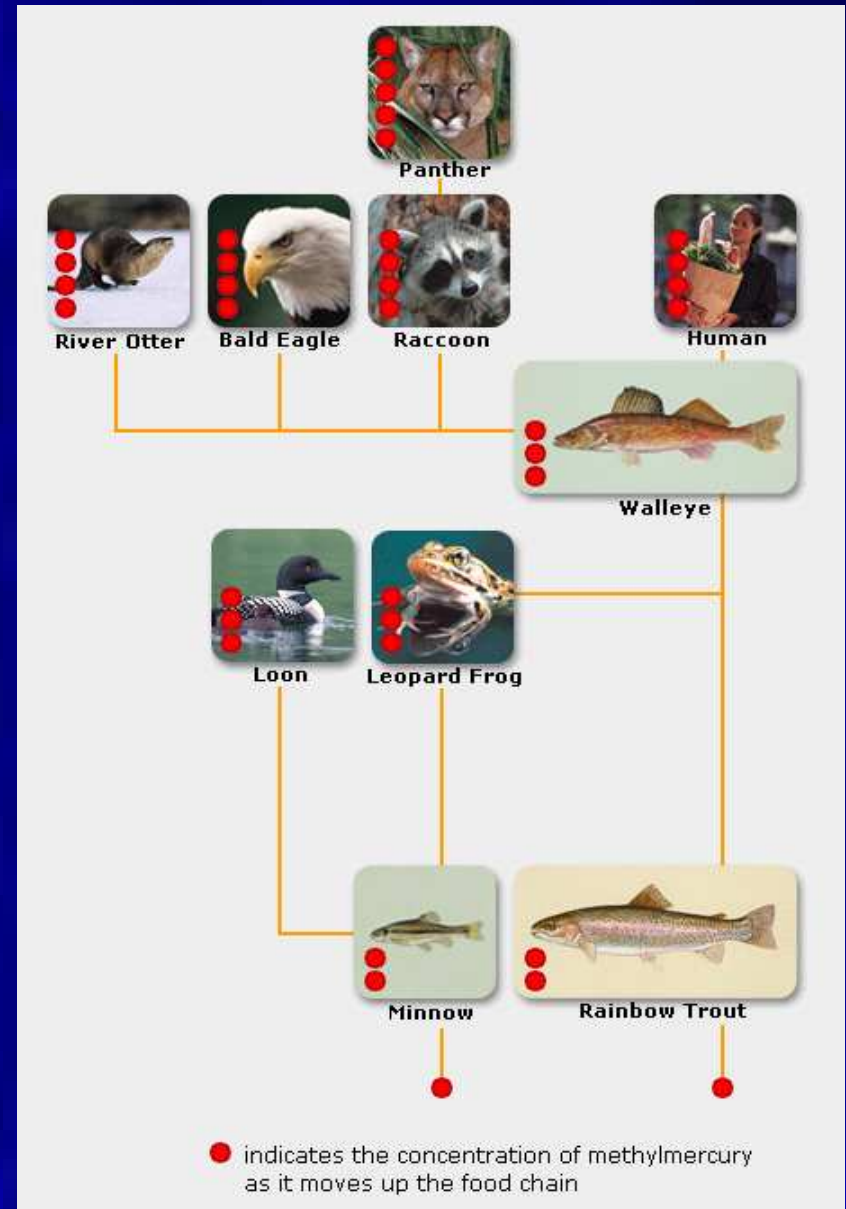 Panther
River Otter
Bald Eagle
Raccoon
Human
Walleye
Loon
Leopard Frog
Minnow
Rainbow Trout
indicates the concentration of methylmercury
as it moves up the food chain